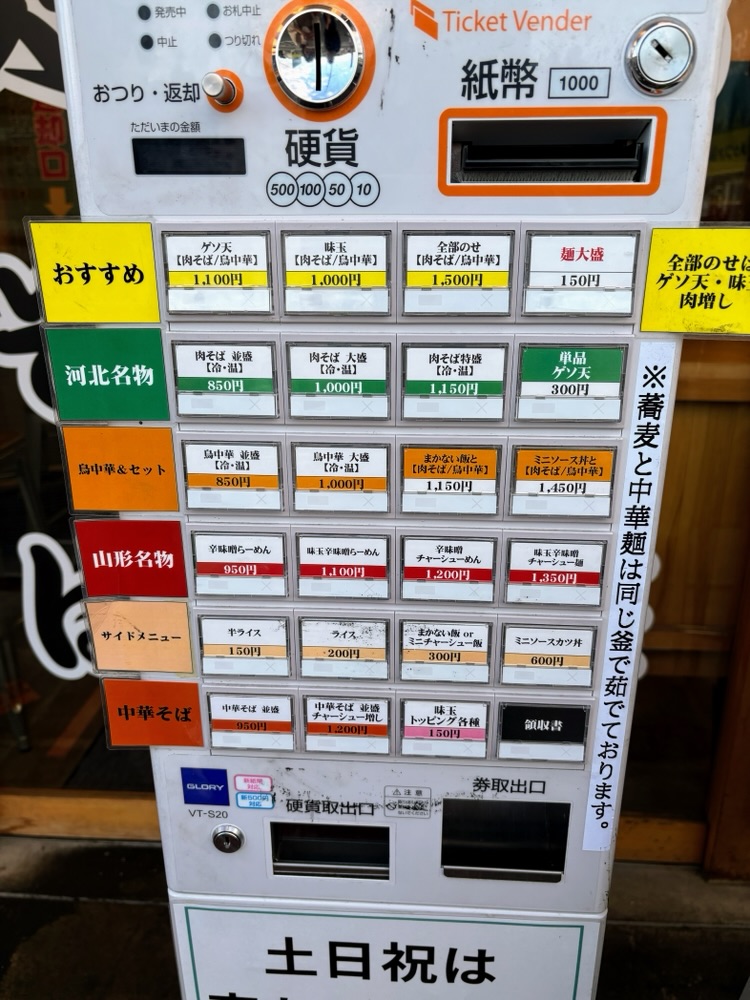 発売中
お札中止
中止
つり切れ
Ticket Vender
おつり・返却
紙幣 1000
ただいまの金額
硬貨
500 100 50 10
おすすめ
ゲソ天
【肉そば/鳥中華】
1,100円
味玉
【肉そば/鳥中華】
1,000円
全部のせ
【肉そば/鳥中華】
1,500円
麺大盛
150円
全部のせは
ゲソ天・味
肉増し
河北名物
肉そば 並盛
【冷・温】
850円
肉そば 大盛
【冷・温】
1,000円
肉そば特盛
【冷・温】
1,150円
単品
ゲソ天
300円
鳥中華&セット
鳥中華 並盛
【冷・温】
850円
鳥中華 大盛
【冷・温】
1,000円
まかない飯と
【肉そば/鳥中華】
1,150円
ミニソース丼と
【肉そば/鳥中華】
1,450円
山形名物
辛味噌らーめん
950円
味玉辛味噌らーめん
1,100円
辛味噌
チャーシューめん
1,200円
味玉辛味噌
チャーシュー麺
1,350円
サイドメニュー
半ライス
150円
ライス
200円
まかない飯 or
ミニチャーシュー飯
300円
ミニソースカツ丼
600円
中華そば
中華そば 並盛
950円
中華そば 並盛
チャーシュー増し
1,200円
味玉
トッピング各種
150円
領収書
※蕎麦と中華麺は同じ釜で茹でております。
GLORY
新紙幣
対応
新500円
対応
VT-S20
硬貨取出口
注意
券取出口
土日祝は